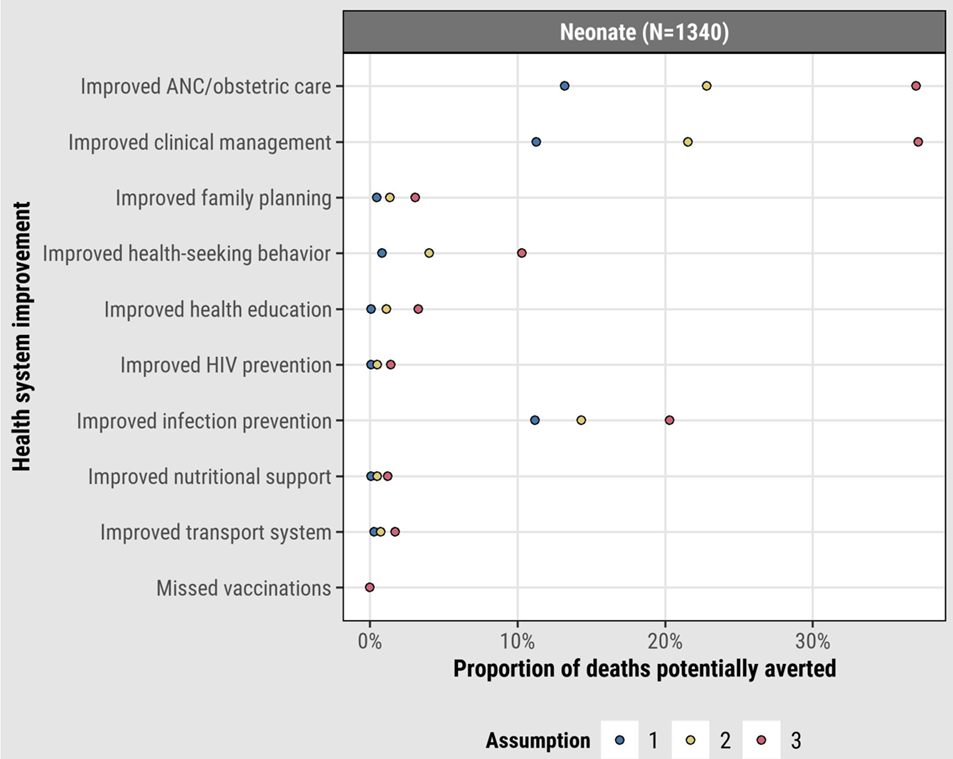 Neonate (N=1340)
Improved ANC/obstetric care
Improved clinical management
Improved family planning
Improved health-seeking behavior
Improved health education
Improved HIV prevention
Improved infection prevention
Improved nutritional support
Improved transport system
Missed vaccinations
Health system improvement
0% 10% 20% 30%
Proportion of deaths potentially averted
Assumption 1 2 3